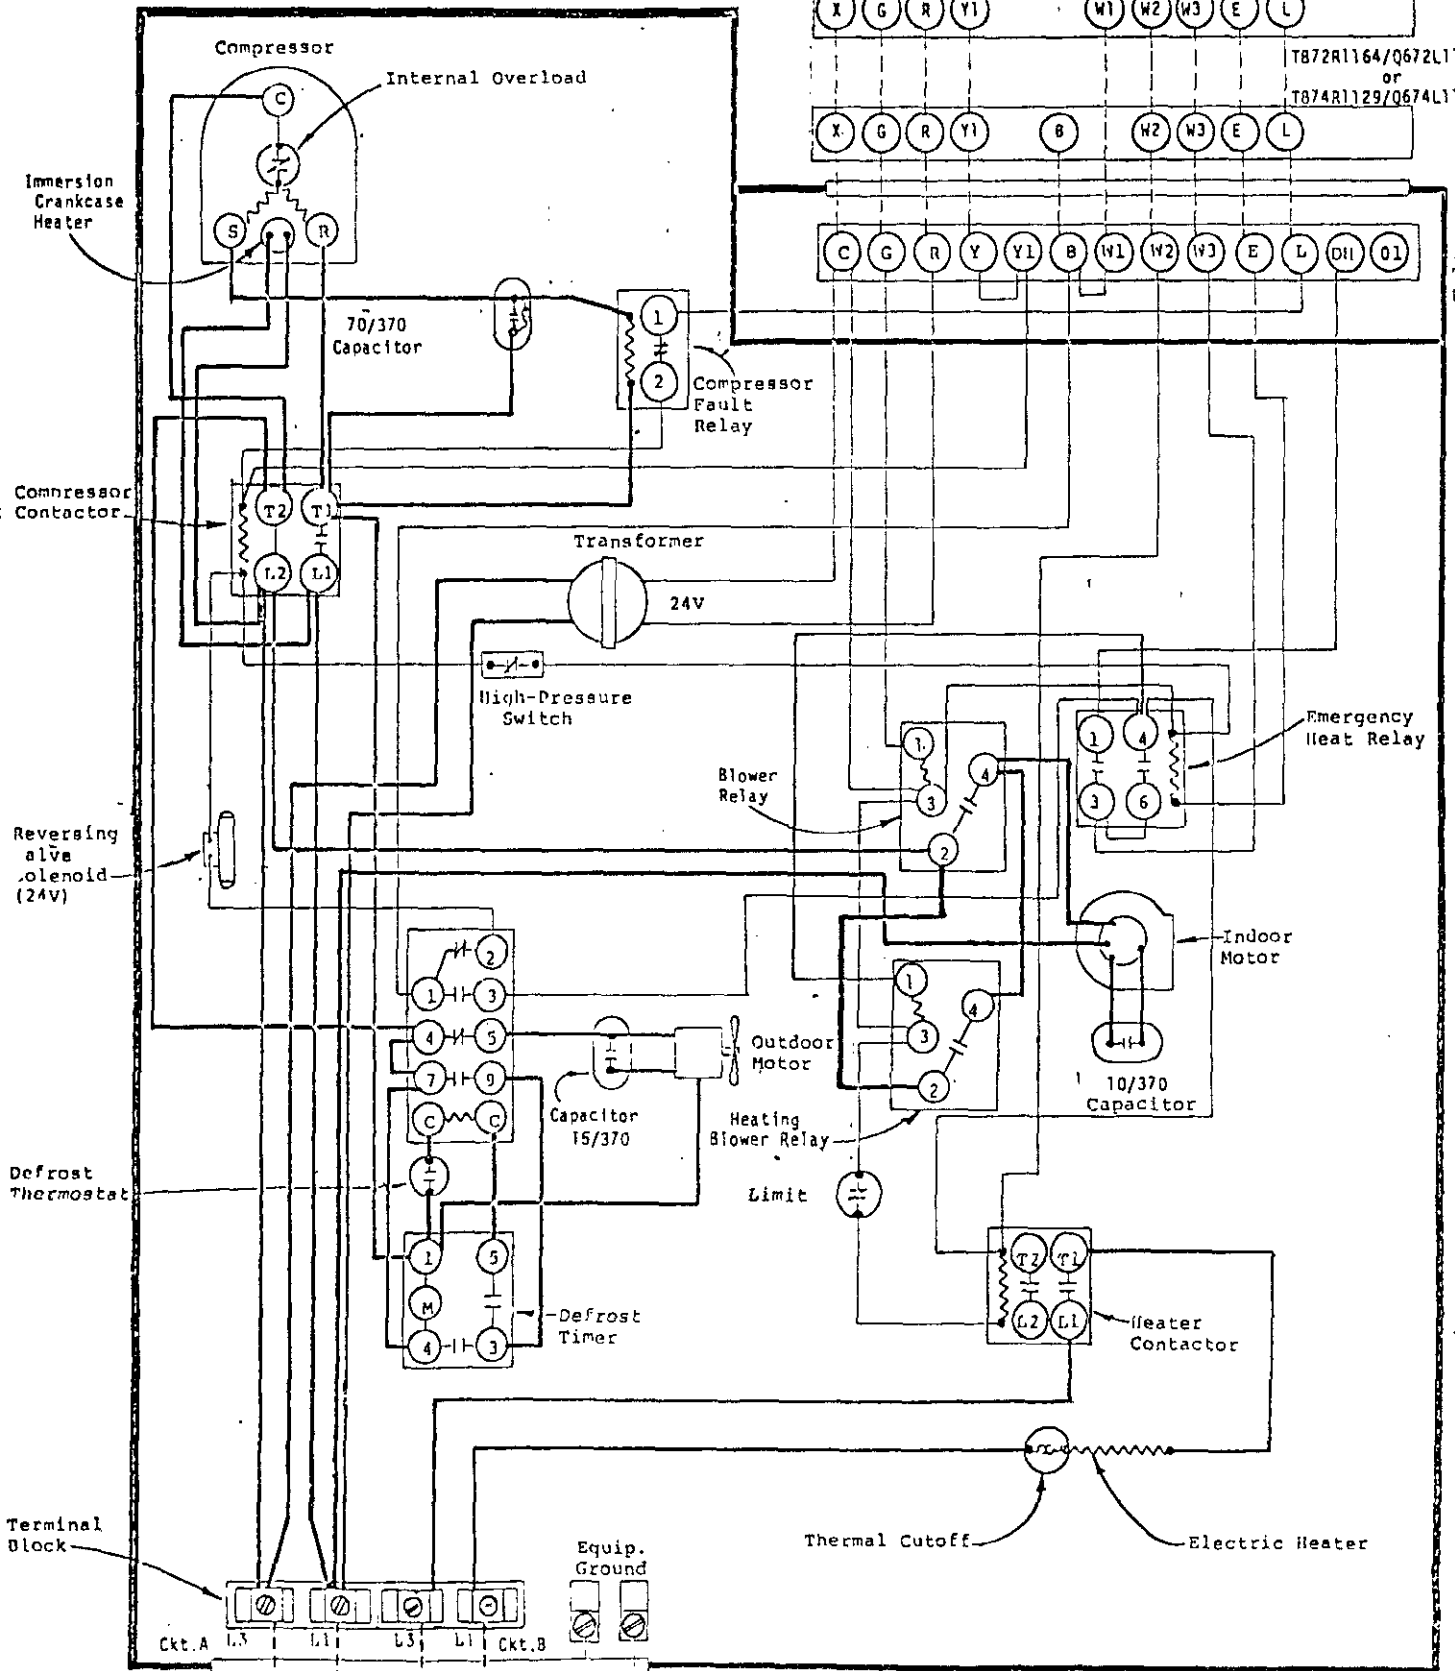 X G R Y1 W1 W2 W3 E L
T872R1164/Q672L1
or
T874R1129/Q674L1
X G R Y1 B W2 W3 E L
C G R Y Y1 B W1 W2 W3 E L DH O1
Compressor
Internal Overload
C
Immersion
Crankcase
Heater
S R
70/370
Capacitor
1
2
Compressor
Fault
Relay
Compressor
Contactor
T2 T1
L2 L1
Transformer
24V
High-Pressure
Switch
Emergency
Heat Relay
1 4
3 6
Blower
Relay
1
4
3
2
Reversing
alve
olenoid
(24V)
Indoor
Motor
10/370
Capacitor
2
1 3
4 5
7 9
C C
Outdoor
Motor
Capacitor
15/370
1
4
3
2
Heating
Blower Relay
Defrost
Thermostat
Limit
1 5
M
4 3
Defrost
Timer
T2 T1
L2 L1
Heater
Contactor
Thermal Cutoff
Electric Heater
Terminal
Block
Equip.
Ground
Ckt.A L3 L1 L3 L1 Ckt.B